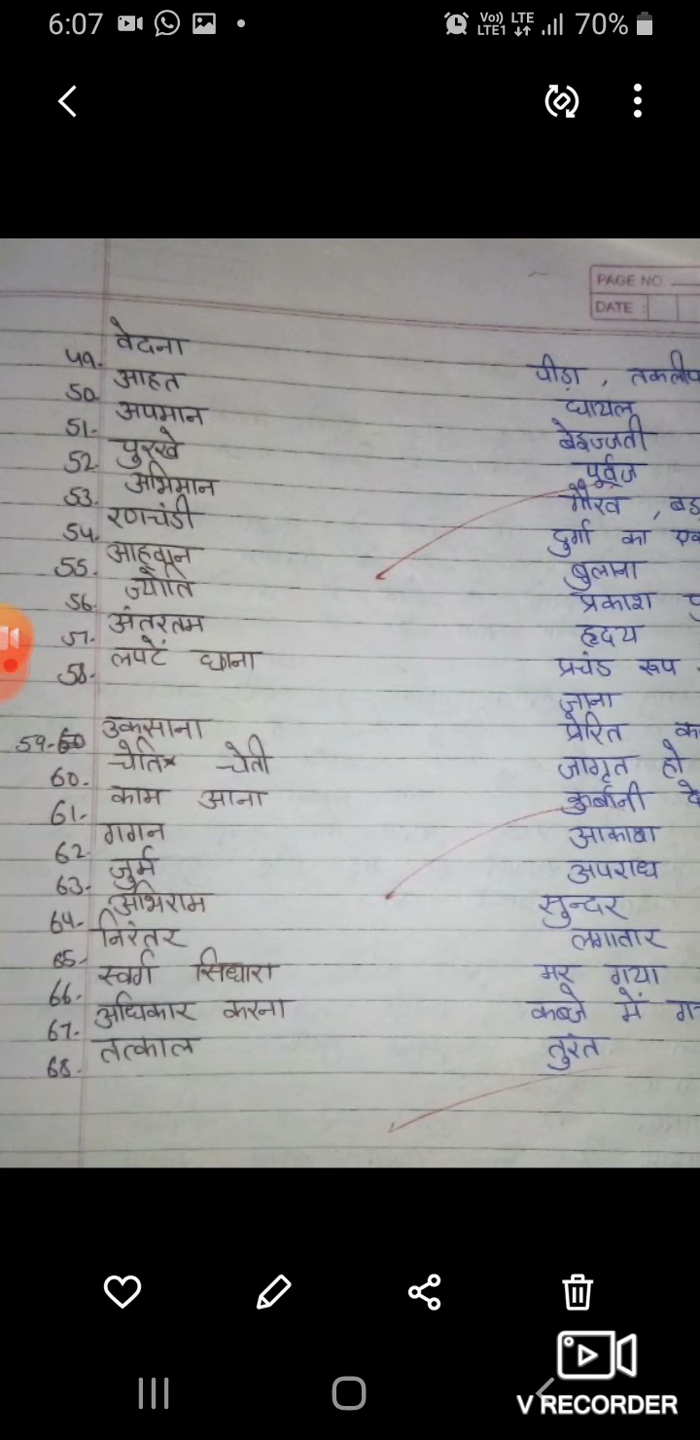 6:07 Vo)) LTE LTE1 70%
PAGE NO.
DATE
49. वेदना पीड़ा ,
50. आहत घायल
51. अपमान बेइज्जती
52. पुरखे पूर्वज
53. अभिमान गौरव ,
54. रणचंडी दुर्गा का
55. आहवान बुलाना
56. ज्योति प्रकाश
57. अंतरतम हृदय
58. लपटें छाना प्रचंड रूप
जाना
59. उकसाना प्रेरित
60. चेती जागृत हो
61. काम आना कुर्बानी
62. गगन आकाश
63. जुर्म अपराध
64. अभिराम सुन्दर
65. निरंतर लगातार
66. स्वर्ग सिधारा मर गया
67. अधिकार करना कब्जे में
68. तत्काल तुरंत
V RECORDER